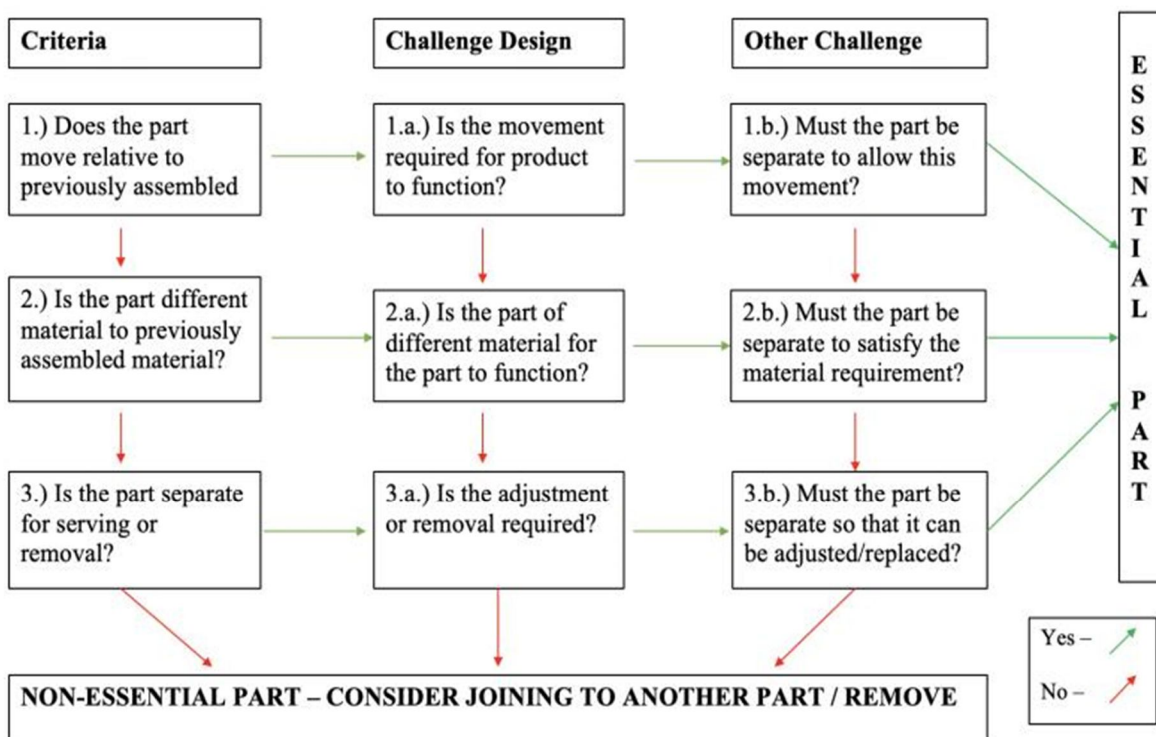 Criteria
Challenge Design
Other Challenge
1.) Does the part
move relative to
previously assembled
1.a.) Is the movement
required for product
to function?
1.b.) Must the part be
separate to allow this
movement?
2.) Is the part different
material to previously
assembled material?
2.a.) Is the part of
different material for
the part to function?
2.b.) Must the part be
separate to satisfy the
material requirement?
3.) Is the part separate
for serving or
removal?
3.a.) Is the adjustment
or removal required?
3.b.) Must the part be
separate so that it can
be adjusted/replaced?
ESSENTIAL PART
Yes –
No –
NON-ESSENTIAL PART – CONSIDER JOINING TO ANOTHER PART / REMOVE